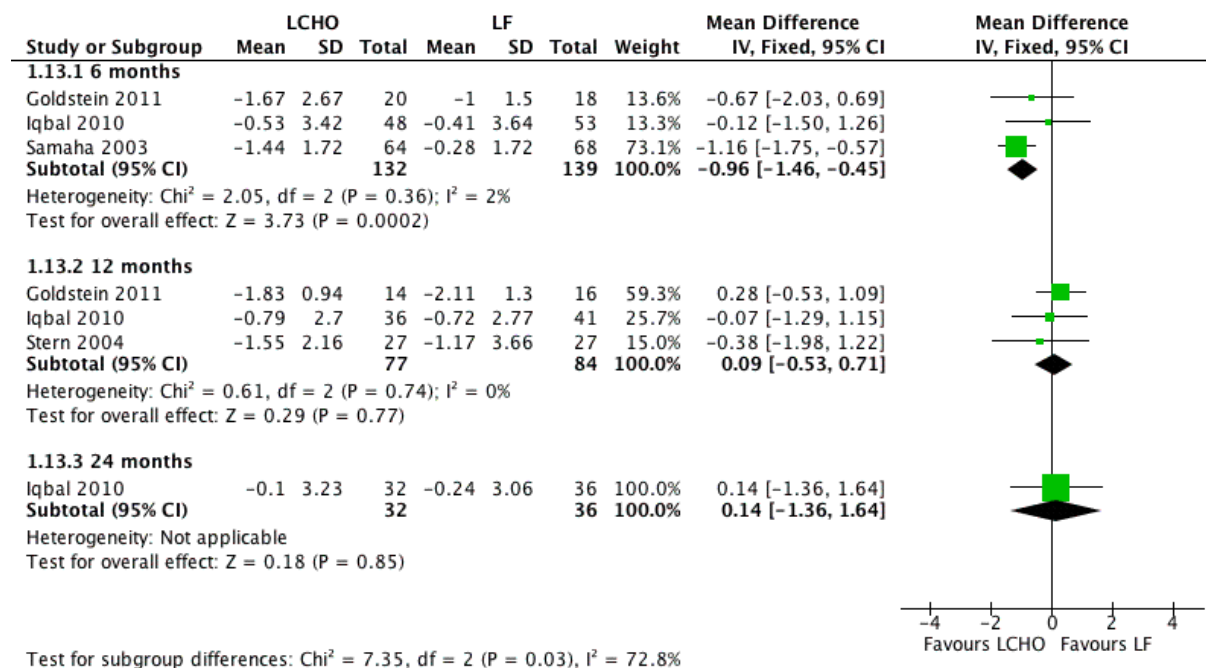 LCHO LF Mean Difference Mean Difference
Study or Subgroup Mean SD Total Mean SD Total Weight IV, Fixed, 95% CI IV, Fixed, 95% CI
1.13.1 6 months
Goldstein 2011 −1.67 2.67 20 −1 1.5 18 13.6% −0.67 [−2.03, 0.69]
Iqbal 2010 −0.53 3.42 48 −0.41 3.64 53 13.3% −0.12 [−1.50, 1.26]
Samaha 2003 −1.44 1.72 64 −0.28 1.72 68 73.1% −1.16 [−1.75, −0.57]
Subtotal (95% CI) 132 139 100.0% −0.96 [−1.46, −0.45]
Heterogeneity: Chi² = 2.05, df = 2 (P = 0.36); I² = 2%
Test for overall effect: Z = 3.73 (P = 0.0002)
1.13.2 12 months
Goldstein 2011 −1.83 0.94 14 −2.11 1.3 16 59.3% 0.28 [−0.53, 1.09]
Iqbal 2010 −0.79 2.7 36 −0.72 2.77 41 25.7% −0.07 [−1.29, 1.15]
Stern 2004 −1.55 2.16 27 −1.17 3.66 27 15.0% −0.38 [−1.98, 1.22]
Subtotal (95% CI) 77 84 100.0% 0.09 [−0.53, 0.71]
Heterogeneity: Chi² = 0.61, df = 2 (P = 0.74); I² = 0%
Test for overall effect: Z = 0.29 (P = 0.77)
1.13.3 24 months
Iqbal 2010 −0.1 3.23 32 −0.24 3.06 36 100.0% 0.14 [−1.36, 1.64]
Subtotal (95% CI) 32 36 100.0% 0.14 [−1.36, 1.64]
Heterogeneity: Not applicable
Test for overall effect: Z = 0.18 (P = 0.85)
−4 −2 0 2 4
Favours LCHO Favours LF
Test for subgroup differences: Chi² = 7.35, df = 2 (P = 0.03), I² = 72.8%